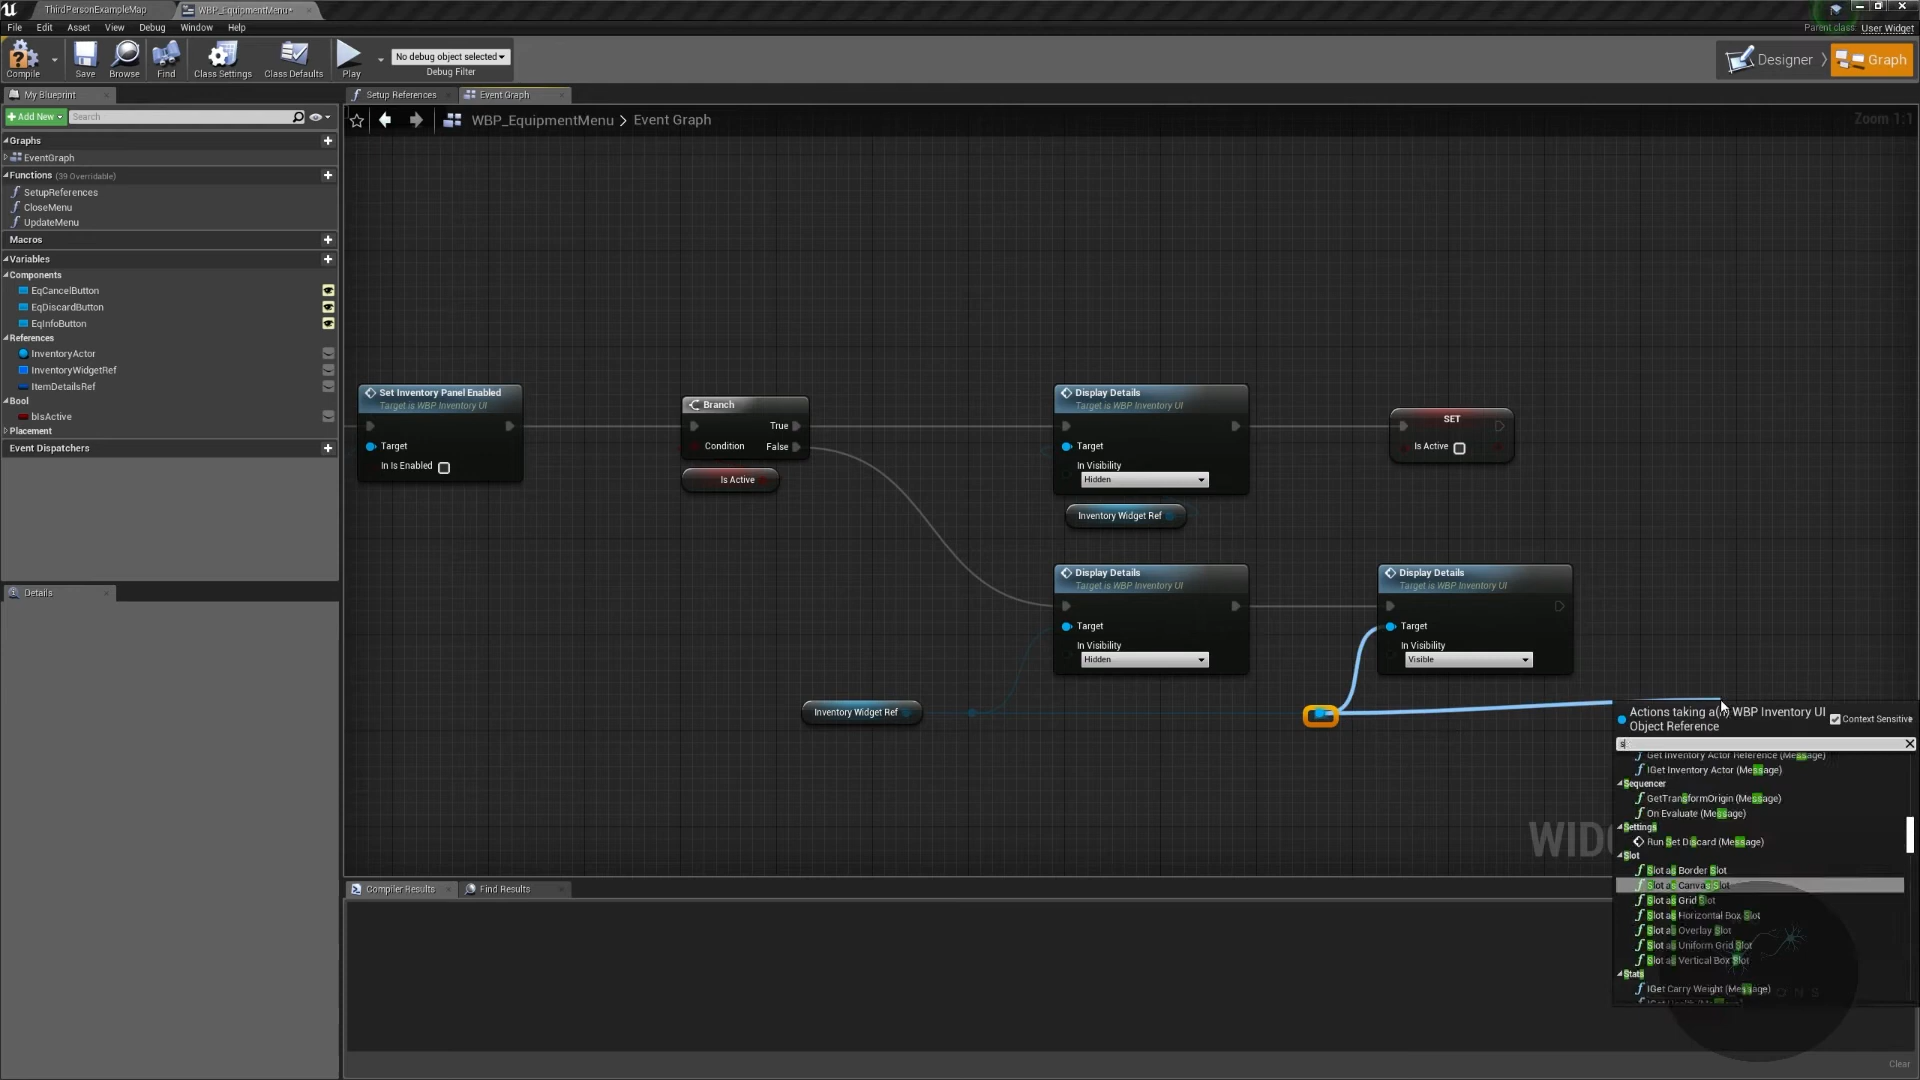 ThirdPersonExampleMap
WBP_EquipmentMenu*
File Edit Asset View Debug Window Help
Parent class: User Widget
Compile
Save
Browse
Find
Class Settings
Class Defaults
Play
No debug object selected
Debug Filter
Designer
Graph
My Blueprint
Setup References
Event Graph
Add New
Search
WBP_EquipmentMenu > Event Graph
Zoom 1:1
Graphs
EventGraph
Functions (39 Overridable)
SetupReferences
CloseMenu
UpdateMenu
Macros
Variables
Components
EqCancelButton
EqDiscardButton
EqInfoButton
References
InventoryActor
InventoryWidgetRef
ItemDetailsRef
Bool
bIsActive
Placement
Event Dispatchers
Details
Set Inventory Panel Enabled
Target is WBP Inventory UI
Target
In Is Enabled
Branch
True
Condition
False
Is Active
Display Details
Target is WBP Inventory UI
Target
In Visibility
Hidden
Inventory Widget Ref
SET
Is Active
Display Details
Target is WBP Inventory UI
Target
In Visibility
Hidden
Display Details
Target is WBP Inventory UI
Target
In Visibility
Visible
Inventory Widget Ref
Actions taking a(n) WBP Inventory UI
Object Reference
Context Sensitive
s
Get Inventory Actor Reference (Message)
IGet Inventory Actor (Message)
Sequencer
GetTransformOrigin (Message)
On Evaluate (Message)
Settings
Run Set Discard (Message)
Slot
Slot as Border Slot
Slot as Canvas Slot
Slot as Grid Slot
Slot as Horizontal Box Slot
Slot as Overlay Slot
Slot as Uniform Grid Slot
Slot as Vertical Box Slot
Stats
IGet Carry Weight (Message)
Compiler Results
Find Results
Clear